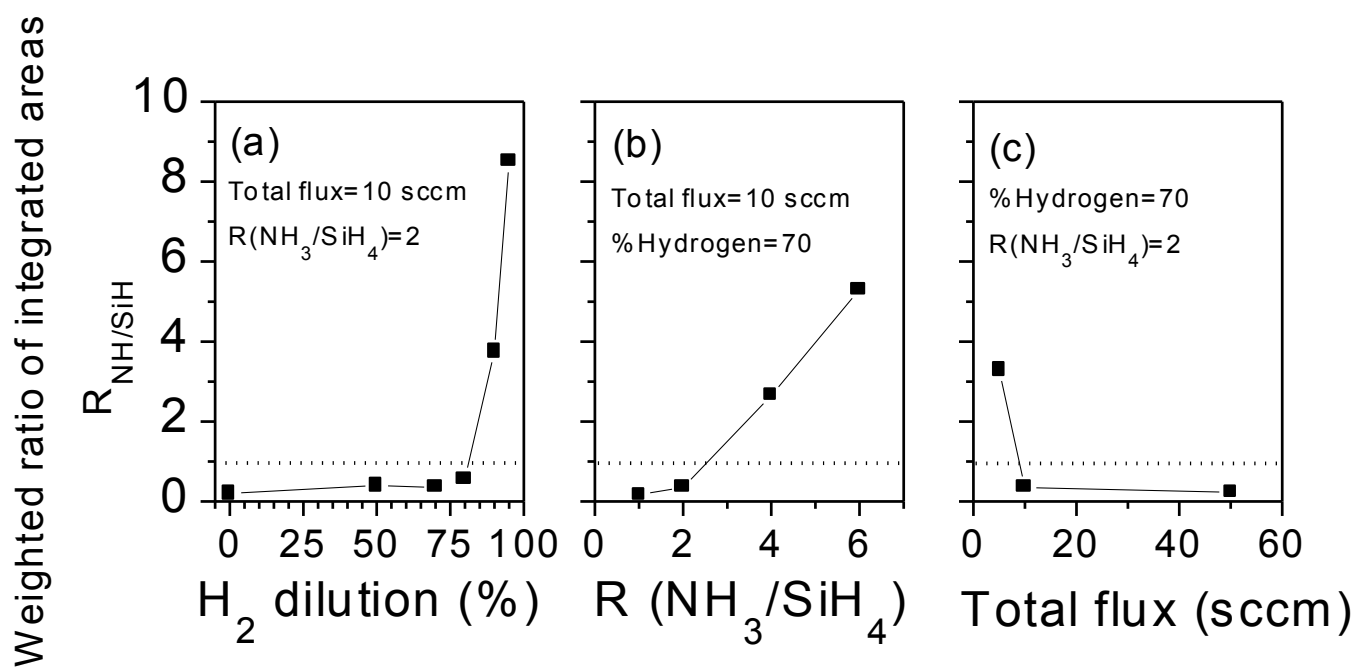 Weighted ratio of integrated areas
R_NH/SiH
10
8
6
4
2
0
(a)
Total flux=10 sccm
R(NH₃/SiH₄)=2
0 25 50 75 100
H₂ dilution (%)
(b)
Total flux=10 sccm
%Hydrogen=70
0 2 4 6
R (NH₃/SiH₄)
(c)
%Hydrogen=70
R(NH₃/SiH₄)=2
0 20 40 60
Total flux (sccm)